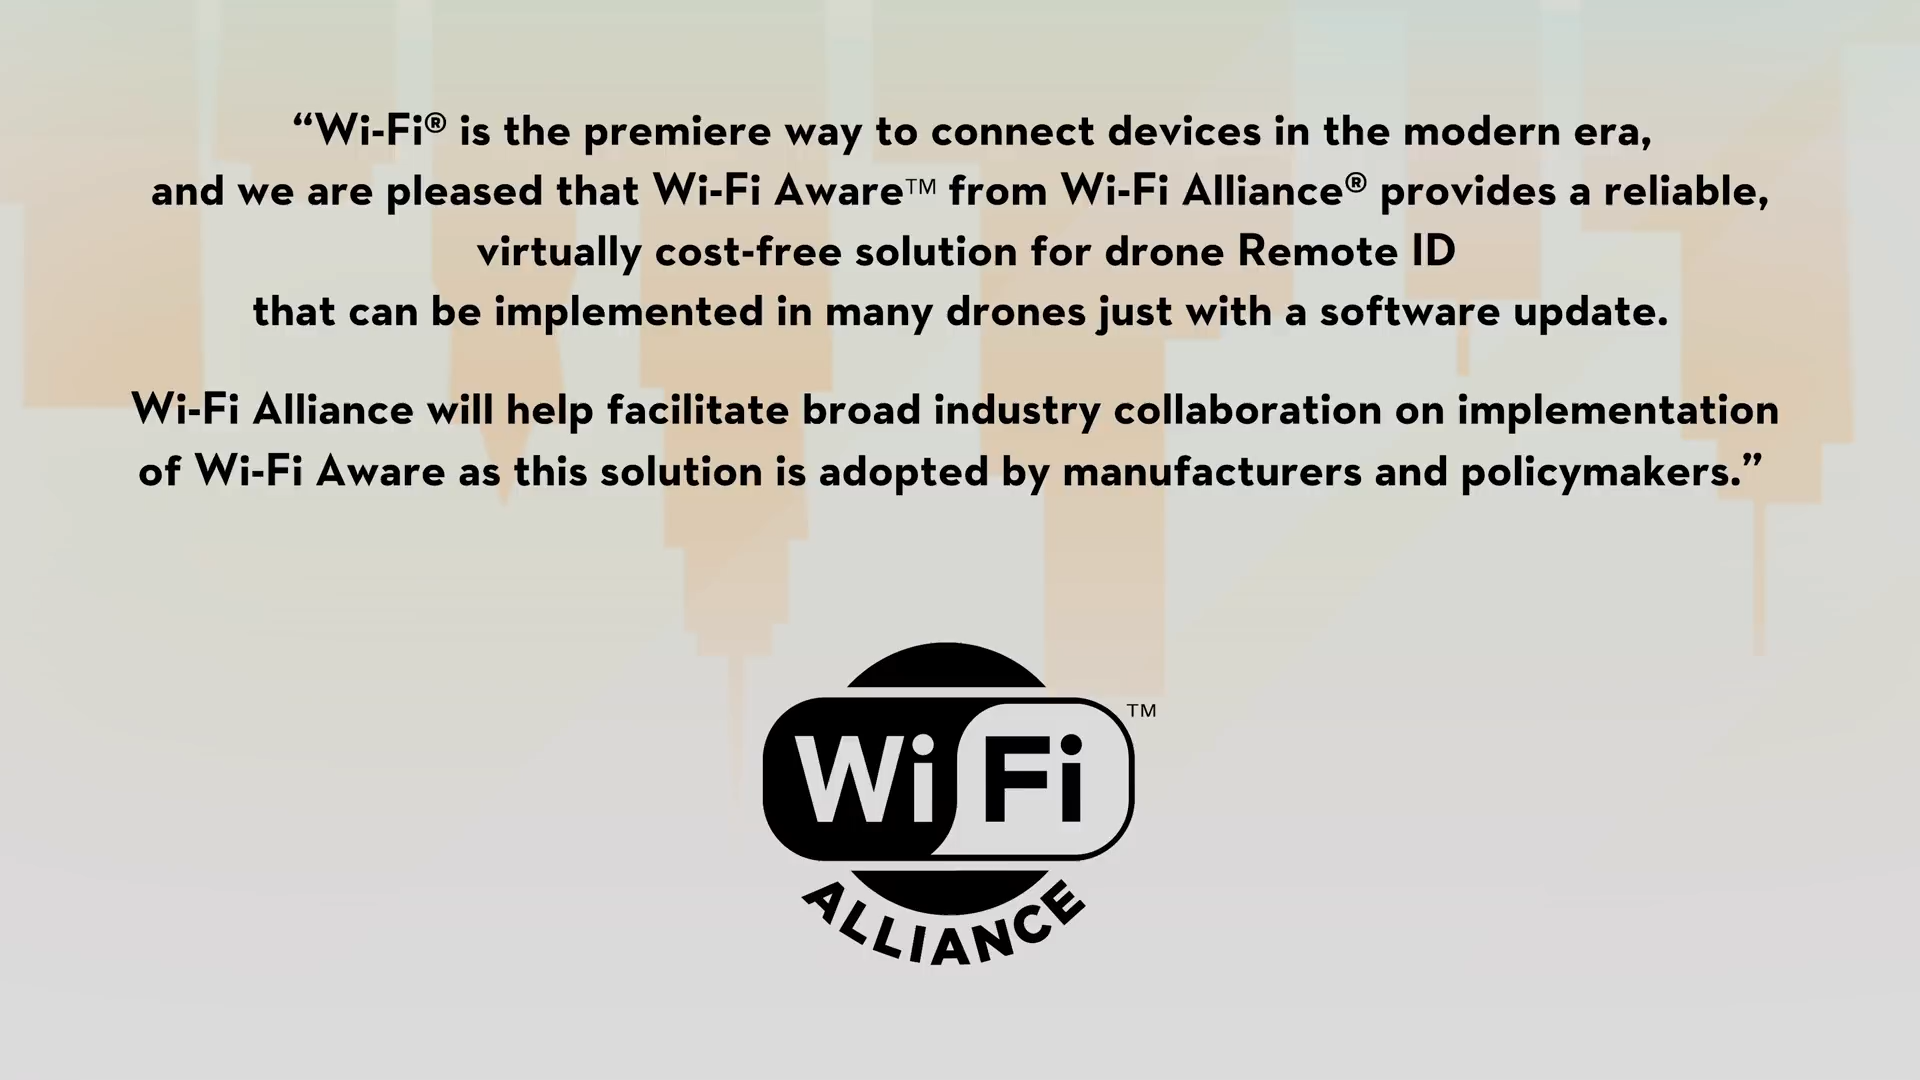 “Wi-Fi® is the premiere way to connect devices in the modern era,
and we are pleased that Wi-Fi Aware™ from Wi-Fi Alliance® provides a reliable,
virtually cost-free solution for drone Remote ID
that can be implemented in many drones just with a software update.
Wi-Fi Alliance will help facilitate broad industry collaboration on implementation
of Wi-Fi Aware as this solution is adopted by manufacturers and policymakers.”
Wi Fi ™
ALLIANCE